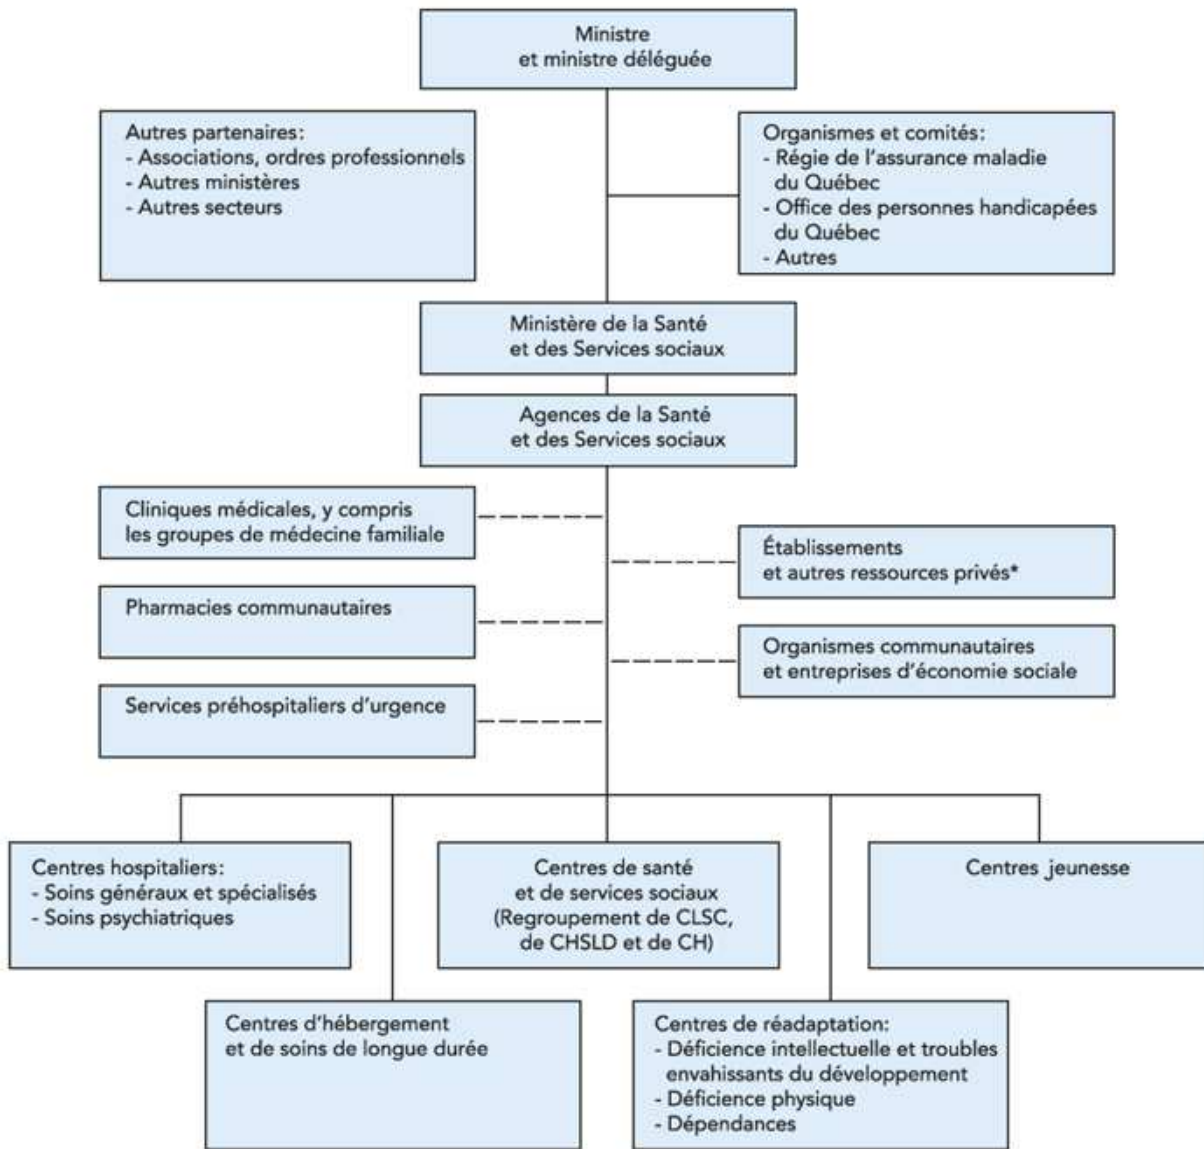 Ministre
et ministre déléguée
Autres partenaires:
- Associations, ordres professionnels
- Autres ministères
- Autres secteurs
Organismes et comités:
- Régie de l'assurance maladie
du Québec
- Office des personnes handicapées
du Québec
- Autres
Ministère de la Santé
et des Services sociaux
Agences de la Santé
et des Services sociaux
Cliniques médicales, y compris
les groupes de médecine familiale
Établissements
et autres ressources privés*
Pharmacies communautaires
Organismes communautaires
et entreprises d'économie sociale
Services préhospitaliers d'urgence
Centres hospitaliers:
- Soins généraux et spécialisés
- Soins psychiatriques
Centres de santé
et de services sociaux
(Regroupement de CLSC,
de CHSLD et de CH)
Centres jeunesse
Centres d'hébergement
et de soins de longue durée
Centres de réadaptation:
- Déficience intellectuelle et troubles
envahissants du développement
- Déficience physique
- Dépendances